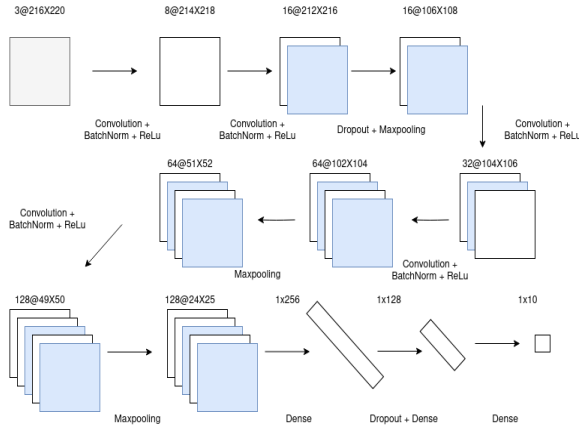 3@216X220
8@214X218
16@212X216
16@106X108
Convolution +
BatchNorm + ReLu
Convolution +
BatchNorm + ReLu
Dropout + Maxpooling
Convolution +
BatchNorm + ReLu
64@51X52
64@102X104
32@104X106
Convolution +
BatchNorm + ReLu
Maxpooling
Convolution +
BatchNorm + ReLu
128@49X50
128@24X25
1x256
1x128
1x10
Maxpooling
Dense
Dropout + Dense
Dense